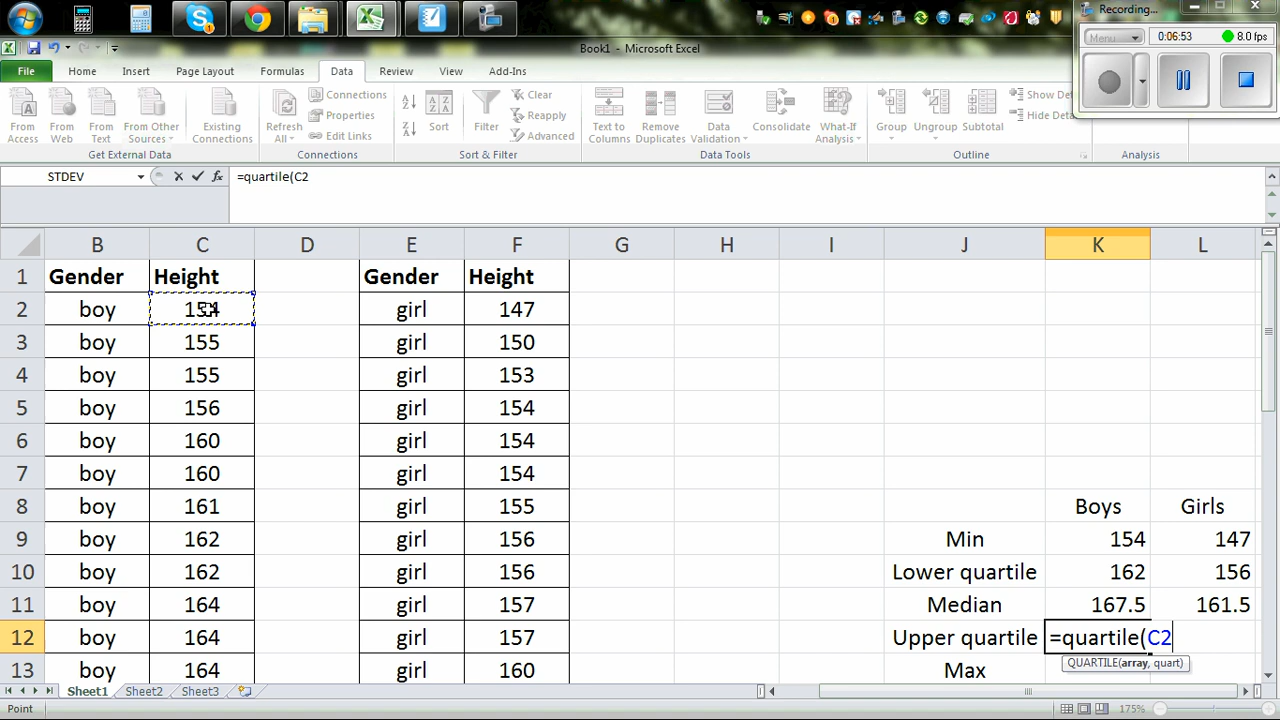 Recording...
Menu
0:06:53
8.0 fps
Book1 - Microsoft Excel
File
Home
Insert
Page Layout
Formulas
Data
Review
View
Add-Ins
From Access
From Web
From Text
From Other Sources
Existing Connections
Get External Data
Refresh All
Connections
Properties
Edit Links
Connections
Sort
Filter
Clear
Reapply
Advanced
Sort & Filter
Text to Columns
Remove Duplicates
Data Validation
Consolidate
What-If Analysis
Data Tools
Group
Ungroup
Subtotal
Show De
Hide Det
Outline
Analysis
STDEV
fx
=quartile(C2
B C D E F G H I J K L
1 Gender Height Gender Height
2 boy 154 girl 147
3 boy 155 girl 150
4 boy 155 girl 153
5 boy 156 girl 154
6 boy 160 girl 154
7 boy 160 girl 154
8 boy 161 girl 155 Boys Girls
9 boy 162 girl 156 Min 154 147
10 boy 162 girl 156 Lower quartile 162 156
11 boy 164 girl 157 Median 167.5 161.5
12 boy 164 girl 157 Upper quartile =quartile(C2
QUARTILE(array, quart)
13 boy 164 girl 160 Max
Sheet1 Sheet2 Sheet3
Point
175%